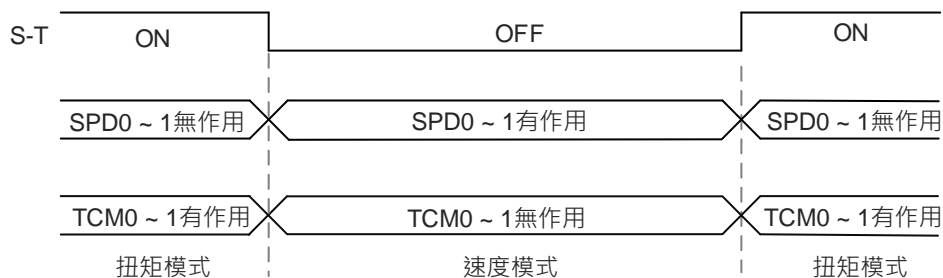 S-T ON OFF ON
SPD0 ~ 1無作用 SPD0 ~ 1有作用 SPD0 ~ 1無作用
TCM0 ~ 1有作用 TCM0 ~ 1無作用 TCM0 ~ 1有作用
扭矩模式 速度模式 扭矩模式